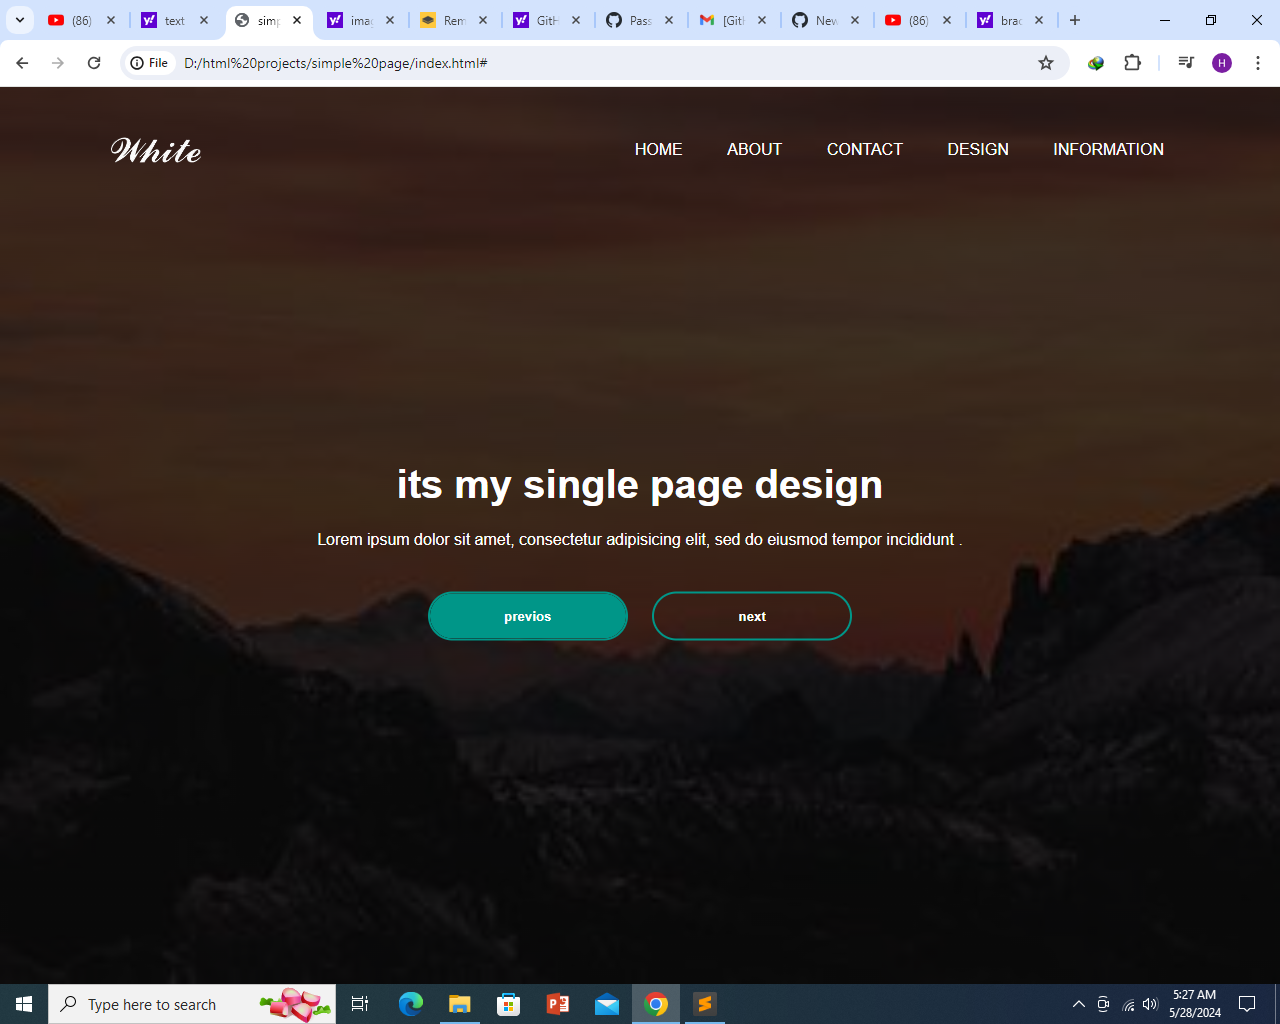 (86)
text
simp
imag
Rem
GitH
Pass
[GitH
New
(86)
brac
File
D:/html%20projects/simple%20page/index.html#
H
White
HOME ABOUT CONTACT DESIGN INFORMATION
its my single page design
Lorem ipsum dolor sit amet, consectetur adipisicing elit, sed do eiusmod tempor incididunt .
previos
next
Type here to search
5:27 AM
5/28/2024